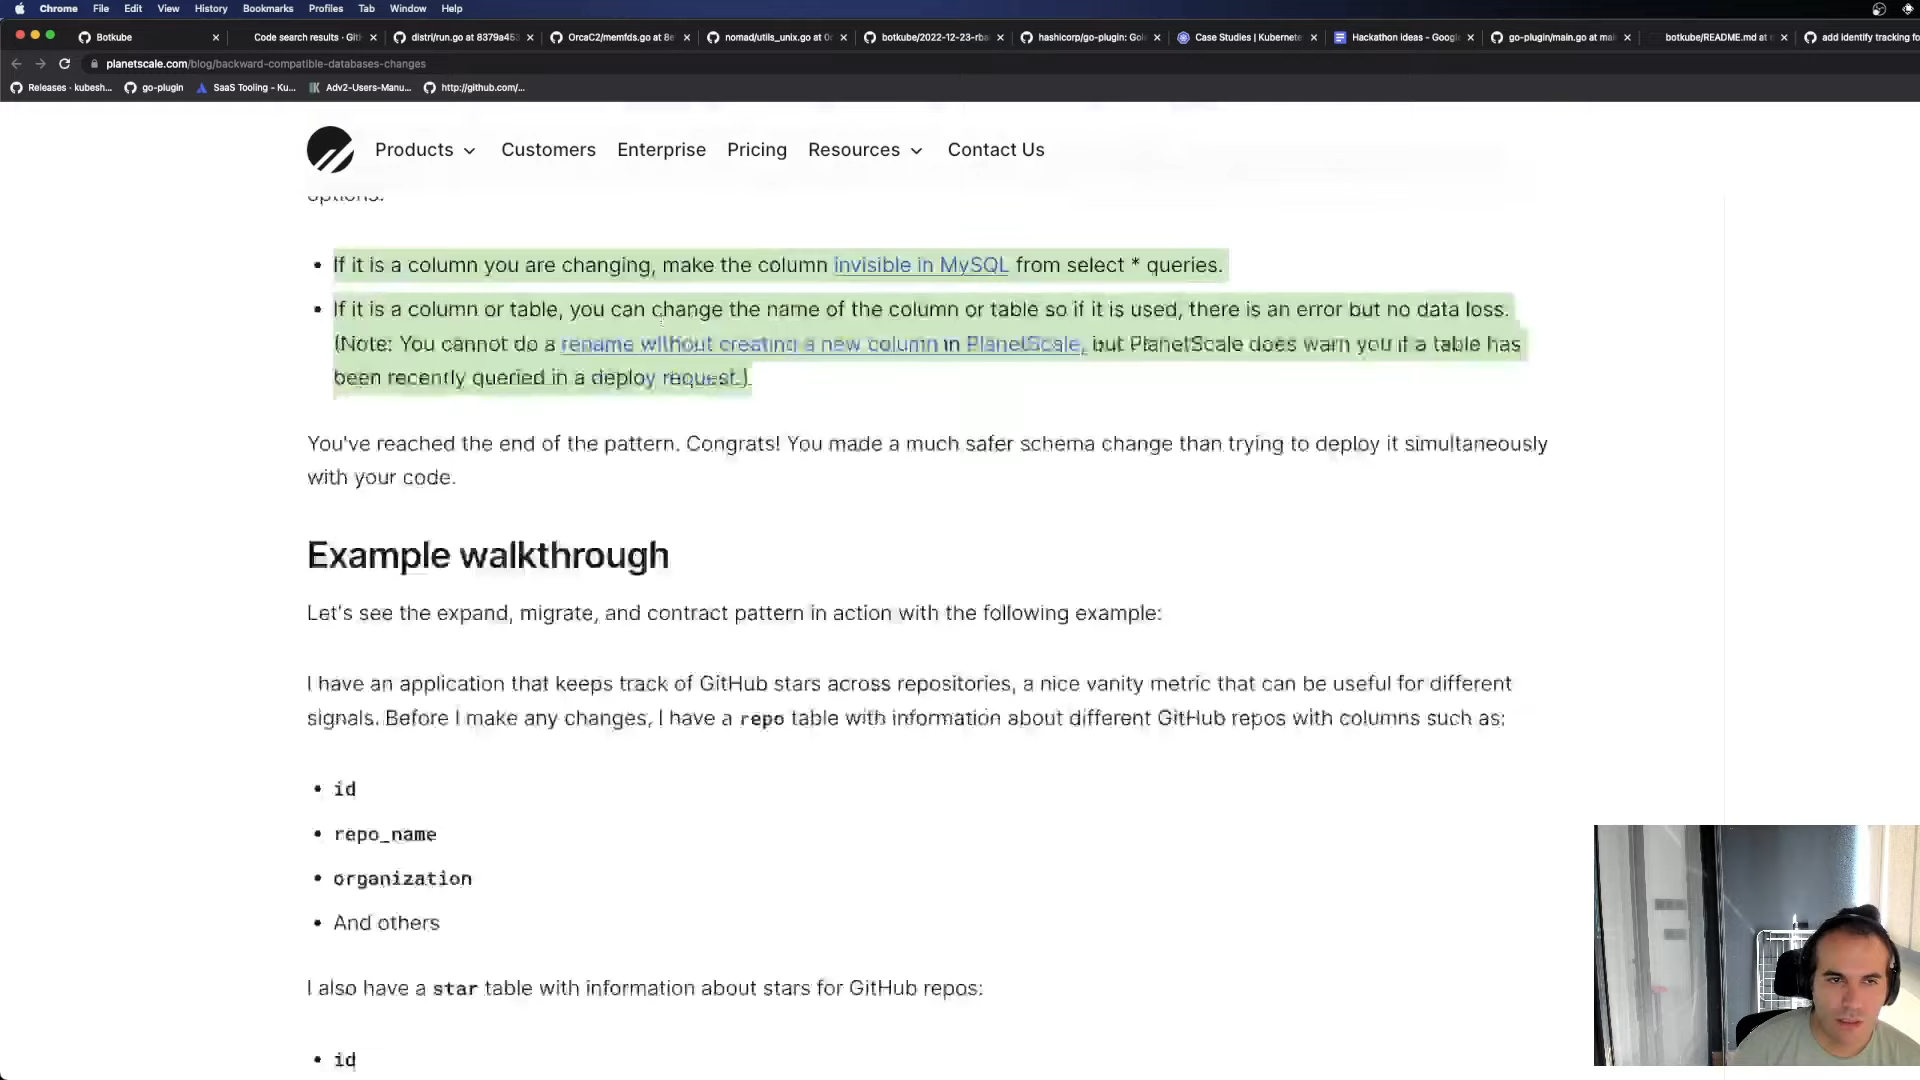 Chrome File Edit View History Bookmarks Profiles Tab Window Help
Botkube Code search results · Git distri/run.go at 8379a453 OrcaC2/memfds.go at 8e nomad/utils_unix.go at botkube/2022-12-23-rba hashicorp/go-plugin: Gol Case Studies | Kubernete Hackathon ideas - Google go-plugin/main.go at mai botkube/README.md at add identify tracking fo
planetscale.com/blog/backward-compatible-databases-changes
Releases · kubesh... go-plugin SaaS Tooling - Ku... Adv2-Users-Manu... http://github.com/...
Products Customers Enterprise Pricing Resources Contact Us
options.
• If it is a column you are changing, make the column invisible in MySQL from select * queries.
• If it is a column or table, you can change the name of the column or table so if it is used, there is an error but no data loss.
(Note: You cannot do a rename without creating a new column in PlanetScale, but PlanetScale does warn you if a table has
been recently queried in a deploy request.)
You've reached the end of the pattern. Congrats! You made a much safer schema change than trying to deploy it simultaneously
with your code.
Example walkthrough
Let's see the expand, migrate, and contract pattern in action with the following example:
I have an application that keeps track of GitHub stars across repositories, a nice vanity metric that can be useful for different
signals. Before I make any changes, I have a repo table with information about different GitHub repos with columns such as:
• id
• repo_name
• organization
• And others
I also have a star table with information about stars for GitHub repos:
• id